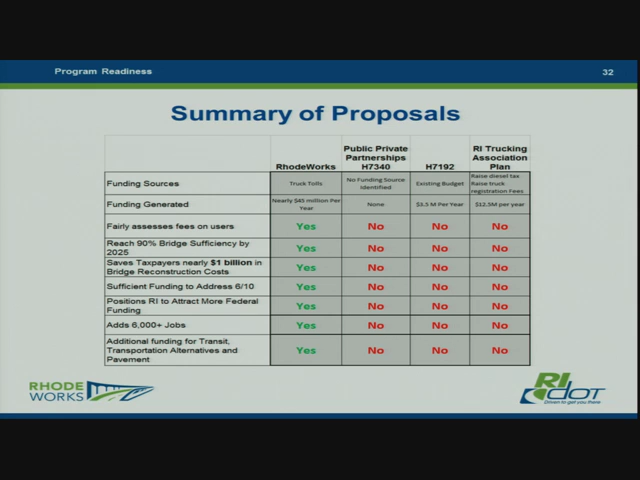 Program Readiness 32
Summary of Proposals
RhodeWorks
Public Private
Partnerships
H7340
H7192
RI Trucking
Association
Plan
Funding Sources
Truck Tolls
No Funding Source
Identified
Existing Budget
Raise diesel tax
Raise truck
registration Fees
Funding Generated
Nearly $45 million Per
Year
None
$3.5 M Per Year
$12.5M per year
Fairly assesses fees on users Yes No No No
Reach 90% Bridge Sufficiency by
2025
Yes No No No
Saves Taxpayers nearly $1 billion in
Bridge Reconstruction Costs
Yes No No No
Sufficient Funding to Address 6/10 Yes No No No
Positions RI to Attract More Federal
Funding
Yes No No No
Adds 6,000+ Jobs Yes No No No
Additional funding for Transit,
Transportation Alternatives and
Pavement
Yes No No No
RHODE
WORKS
RI
DOT
Driven to get you there